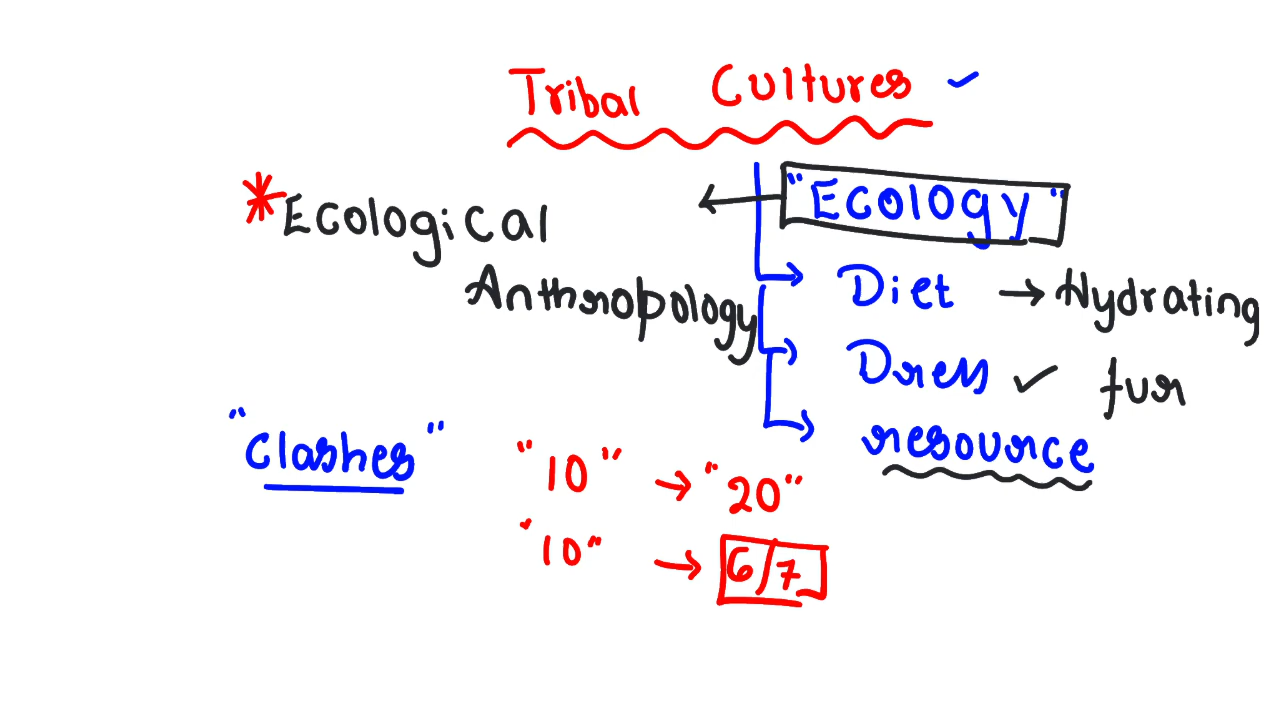 Tribal Cultures ✓
"Ecology"
* Ecological
Anthropology
→ Diet → Hydrating
→ Dress ✓ fur
→ resource
"Clashes"
"10" → "20"
"10" → 6/7